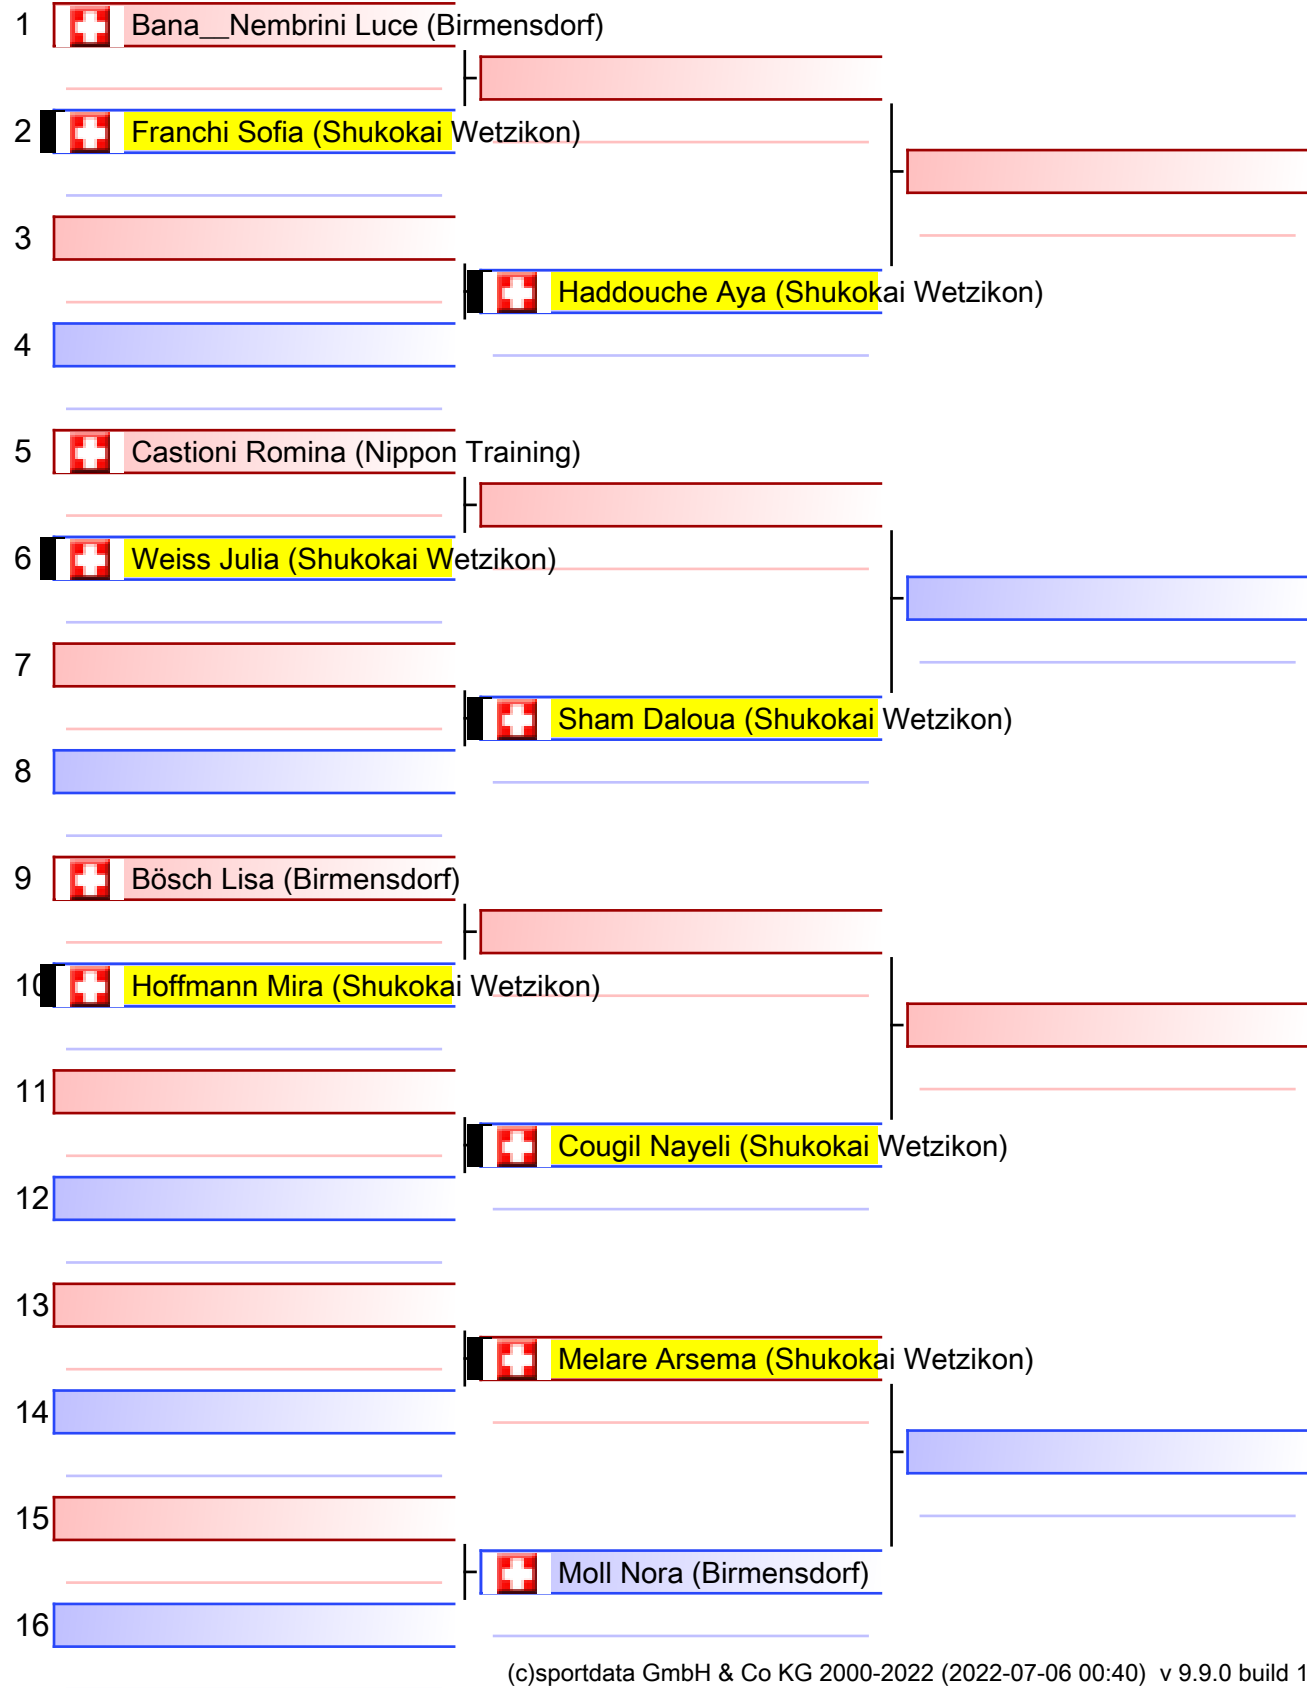 1 Bana__Nembrini Luce (Birmensdorf)
2 Franchi Sofia (Shukokai Wetzikon)
3
Haddouche Aya (Shukokai Wetzikon)
4
5 Castioni Romina (Nippon Training)
6 Weiss Julia (Shukokai Wetzikon)
7
Sham Daloua (Shukokai Wetzikon)
8
9 Bösch Lisa (Birmensdorf)
10 Hoffmann Mira (Shukokai Wetzikon)
11
Cougil Nayeli (Shukokai Wetzikon)
12
13
Melare Arsema (Shukokai Wetzikon)
14
15
Moll Nora (Birmensdorf)
16
(c)sportdata GmbH & Co KG 2000-2022 (2022-07-06 00:40) v 9.9.0 build 1